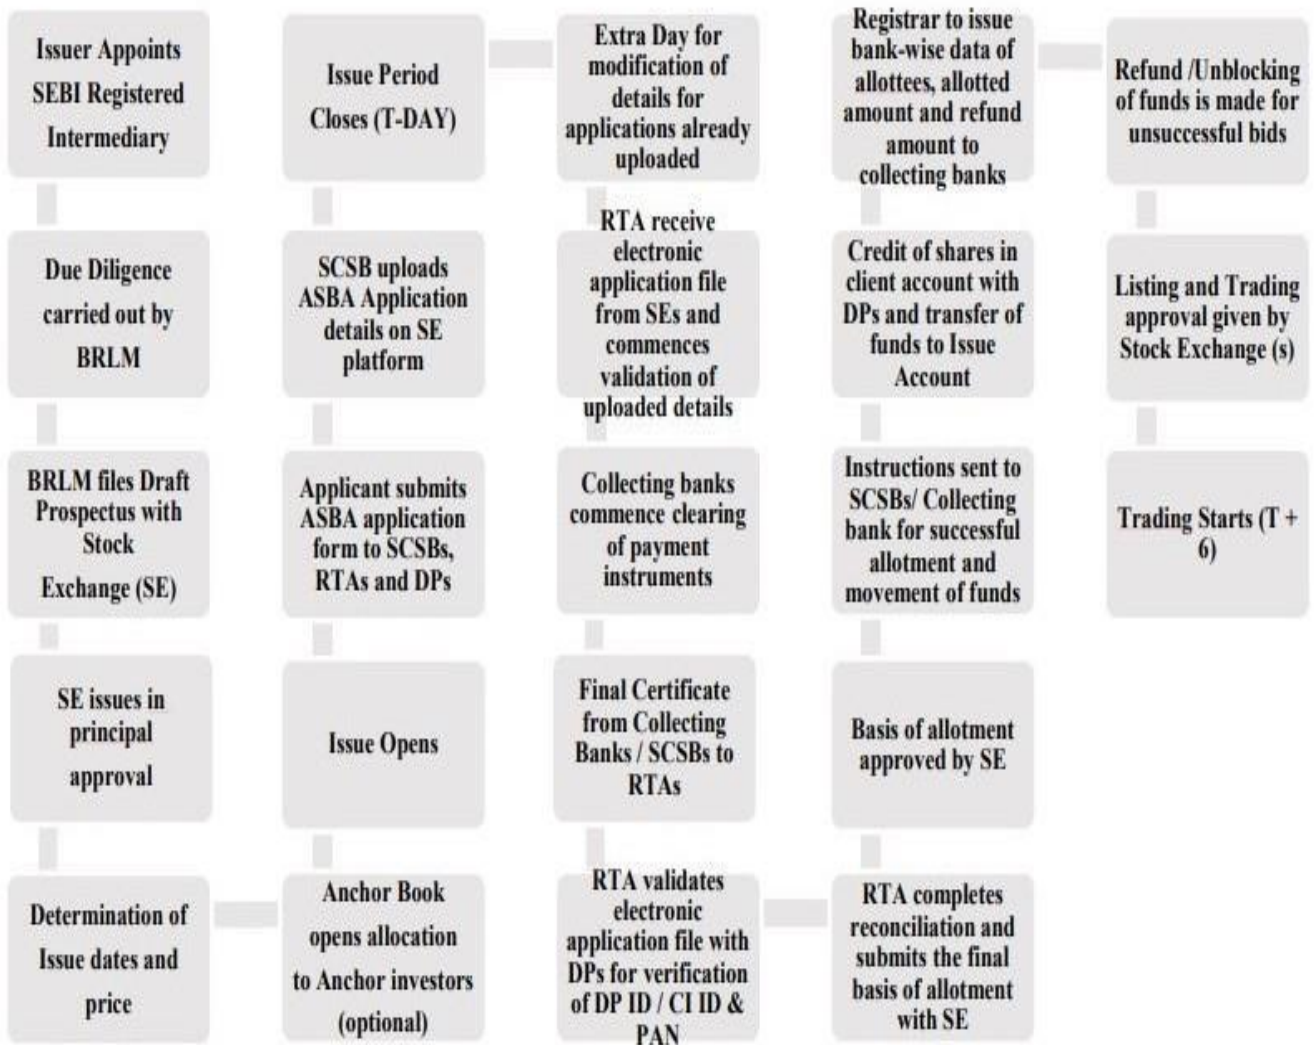 Issuer Appoints
SEBI Registered
Intermediary
Due Diligence
carried out by
BRLM
BRLM files Draft
Prospectus with
Stock
Exchange (SE)
SE issues in
principal
approval
Determination of
Issue dates and
price
Anchor Book
opens allocation
to Anchor investors
(optional)
Issue Opens
Applicant submits
ASBA application
form to SCSBs,
RTAs and DPs
SCSB uploads
ASBA Application
details on SE
platform
Issue Period
Closes (T-DAY)
Extra Day for
modification of
details for
applications already
uploaded
RTA receive
electronic
application file
from SEs and
commences
validation of
uploaded details
Collecting banks
commence clearing
of payment
instruments
Final Certificate
from Collecting
Banks / SCSBs to
RTAs
RTA validates
electronic
application file with
DPs for verification
of DP ID / CI ID &
PAN
RTA completes
reconciliation and
submits the final
basis of allotment
with SE
Basis of allotment
approved by SE
Instructions sent to
SCSBs/ Collecting
bank for successful
allotment and
movement of funds
Credit of shares in
client account with
DPs and transfer of
funds to Issue
Account
Registrar to issue
bank-wise data of
allottees, allotted
amount and refund
amount to
collecting banks
Refund /Unblocking
of funds is made for
unsuccessful bids
Listing and Trading
approval given by
Stock Exchange (s)
Trading Starts (T +
6)